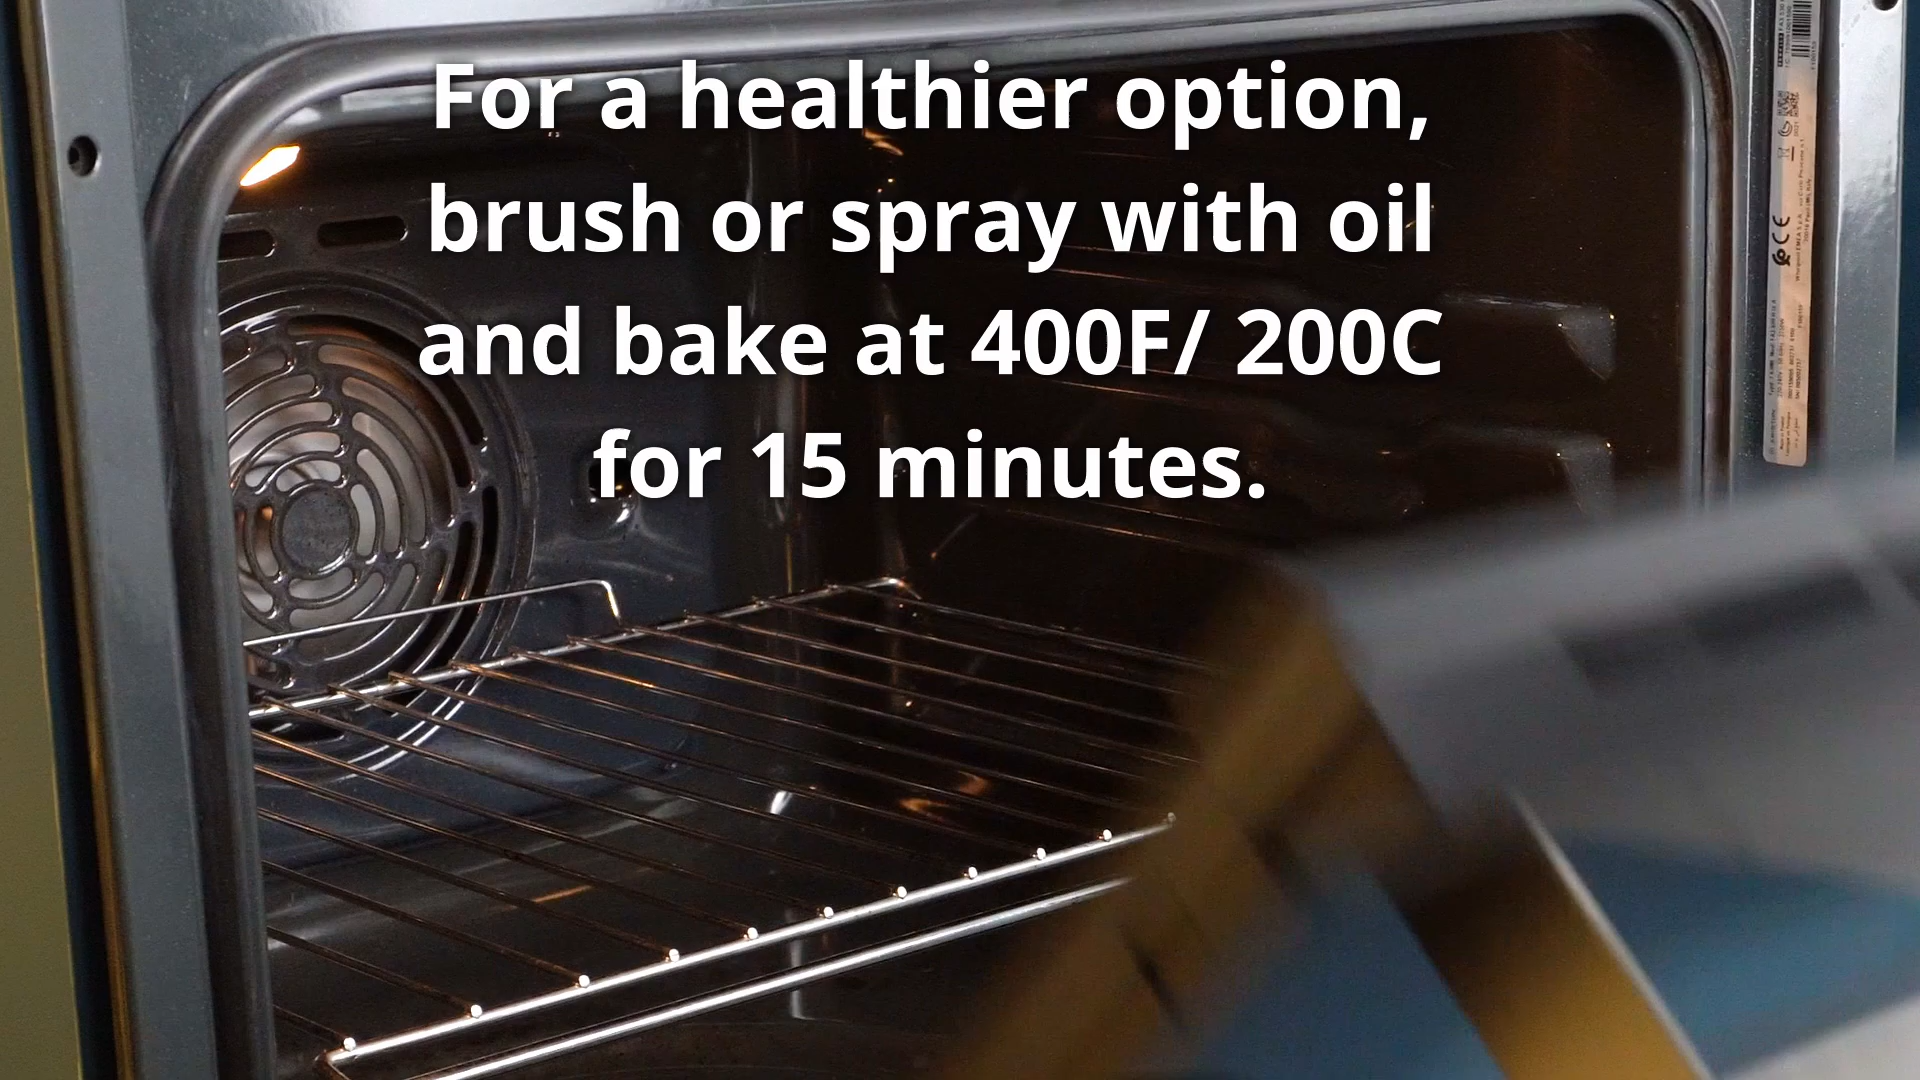 For a healthier option,
brush or spray with oil
and bake at 400F/ 200C
for 15 minutes.